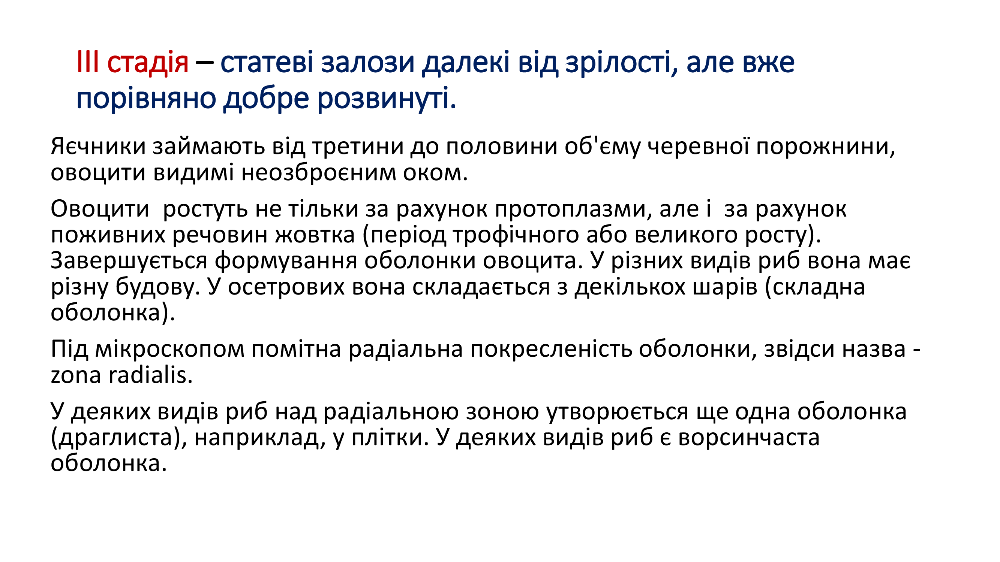 III стадія – статеві залози далекі від зрілості, але вже
порівняно добре розвинуті.
Яєчники займають від третини до половини об'єму черевної порожнини,
овоцити видимі неозброєним оком.
Овоцити  ростуть не тільки за рахунок протоплазми, але і  за рахунок
поживних речовин жовтка (період трофічного або великого росту).
Завершується формування оболонки овоцита. У різних видів риб вона має
різну будову. У осетрових вона складається з декількох шарів (складна
оболонка).
Під мікроскопом помітна радіальна покресленість оболонки, звідси назва -
zona radialis.
У деяких видів риб над радіальною зоною утворюється ще одна оболонка
(драглиста), наприклад, у плітки. У деяких видів риб є ворсинчаста
оболонка.